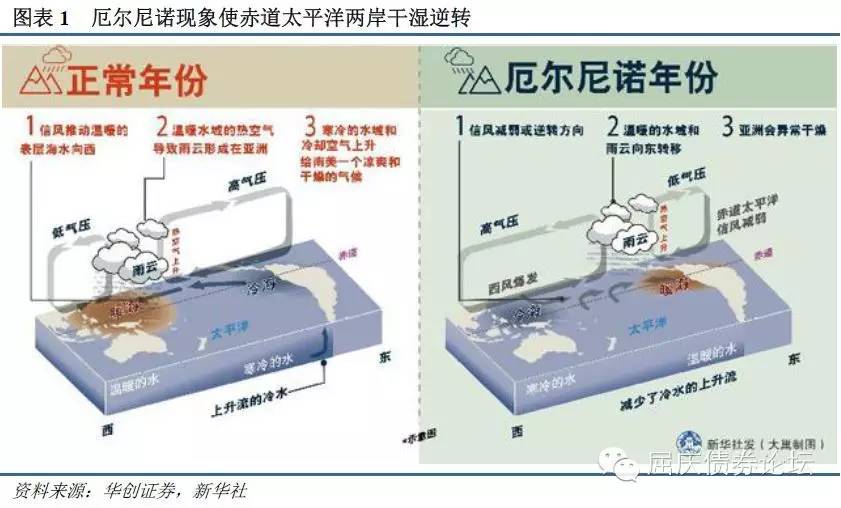 图表 1 厄尔尼诺现象使赤道太平洋两岸干湿逆转
正常年份
1 信风推动温暖的
表层海水向西
2 温暖水域的热空气
导致雨云形成在亚洲
3 寒冷的水域和
冷却空气上升
给南美一个凉爽和
干燥的气候
高气压
低气压
热空气上升
雨云
赤道
冷海
暖海
太平洋
温暖的水
寒冷的水
东
上升流的冷水
西
*示意图
厄尔尼诺年份
1 信风减弱或逆转方向
2 温暖的水域和
雨云向东转移
3 亚洲会异常干燥
低气压
高气压
热空气上升
赤道太平洋
信风减弱
雨云
赤道
西风爆发
暖海
冷海
太平洋
温暖的水
寒冷的水
东
减少了冷水的上升流
西
新华社发(大巢制图)
屈庆债券论坛
资料来源：华创证券，新华社